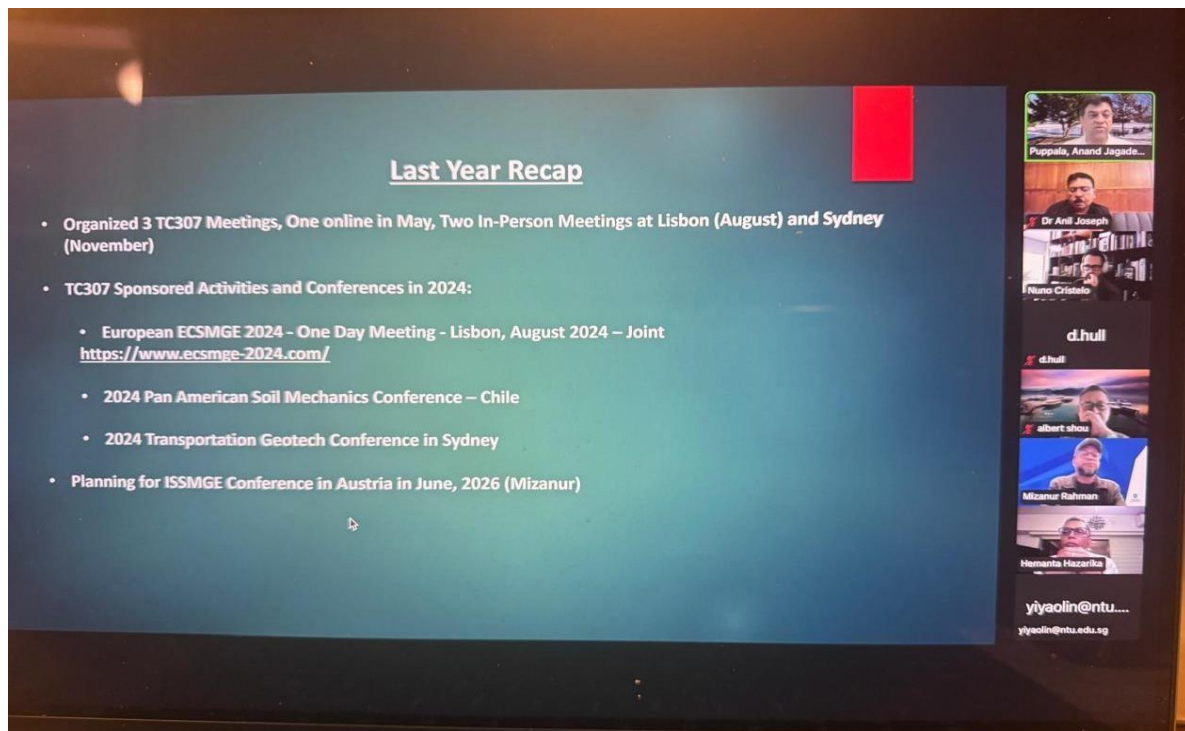 Last Year Recap
• Organized 3 TC307 Meetings, One online in May, Two In-Person Meetings at Lisbon (August) and Sydney
(November)
• TC307 Sponsored Activities and Conferences in 2024:
• European ECSMGE 2024 - One Day Meeting - Lisbon, August 2024 – Joint
https://www.ecsmge-2024.com/
• 2024 Pan American Soil Mechanics Conference – Chile
• 2024 Transportation Geotech Conference in Sydney
• Planning for ISSMGE Conference in Austria in June, 2026 (Mizanur)
Puppala, Anand Jagade...
Dr Anil Joseph
Nuno Cristelo
d.hull
d.hull
albert shou
Mizanur Rahman
Hemanta Hazarika
yiyaolin@ntu....
yiyaolin@ntu.edu.sg